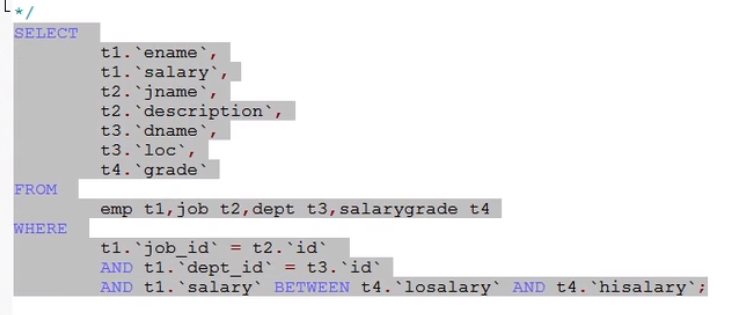 */
SELECT
t1.`ename`,
t1.`salary`,
t2.`jname`,
t2.`description`,
t3.`dname`,
t3.`loc`,
t4.`grade`
FROM
emp t1,job t2,dept t3,salarygrade t4
WHERE
t1.`job_id` = t2.`id`
AND t1.`dept_id` = t3.`id`
AND t1.`salary` BETWEEN t4.`losalary` AND t4.`hisalary`;